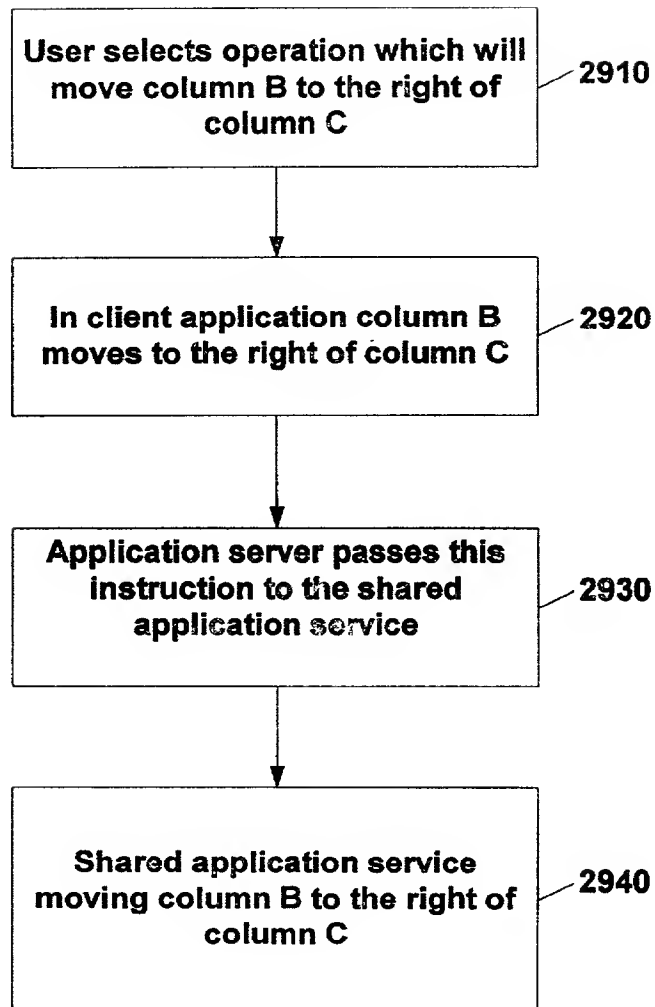 User selects operation which will
move column B to the right of
column C
2910
In client application column B
moves to the right of column C
2920
Application server passes this
instruction to the shared
application service
2930
Shared application service
moving column B to the right of
column C
2940